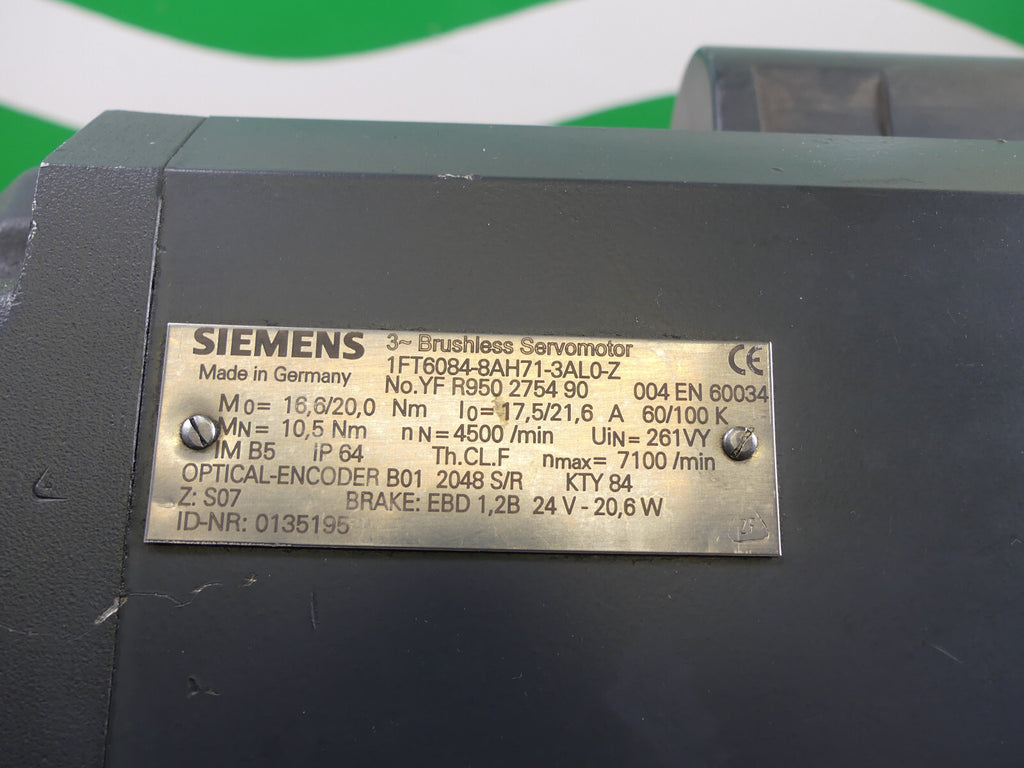 SIEMENS 3~ Brushless Servomotor
Made in Germany 1FT6084-8AH71-3AL0-Z CE
No.YF R950 2754 90 004 EN 60034
M0= 16,6/20,0 Nm I0= 17,5/21,6 A 60/100 K
MN= 10,5 Nm nN= 4500 /min UiN= 261VY
IM B5 IP 64 Th.CL.F nmax= 7100 /min
OPTICAL-ENCODER B01 2048 S/R KTY 84
Z: S07 BRAKE: EBD 1,2B 24 V - 20,6 W
ID-NR: 0135195